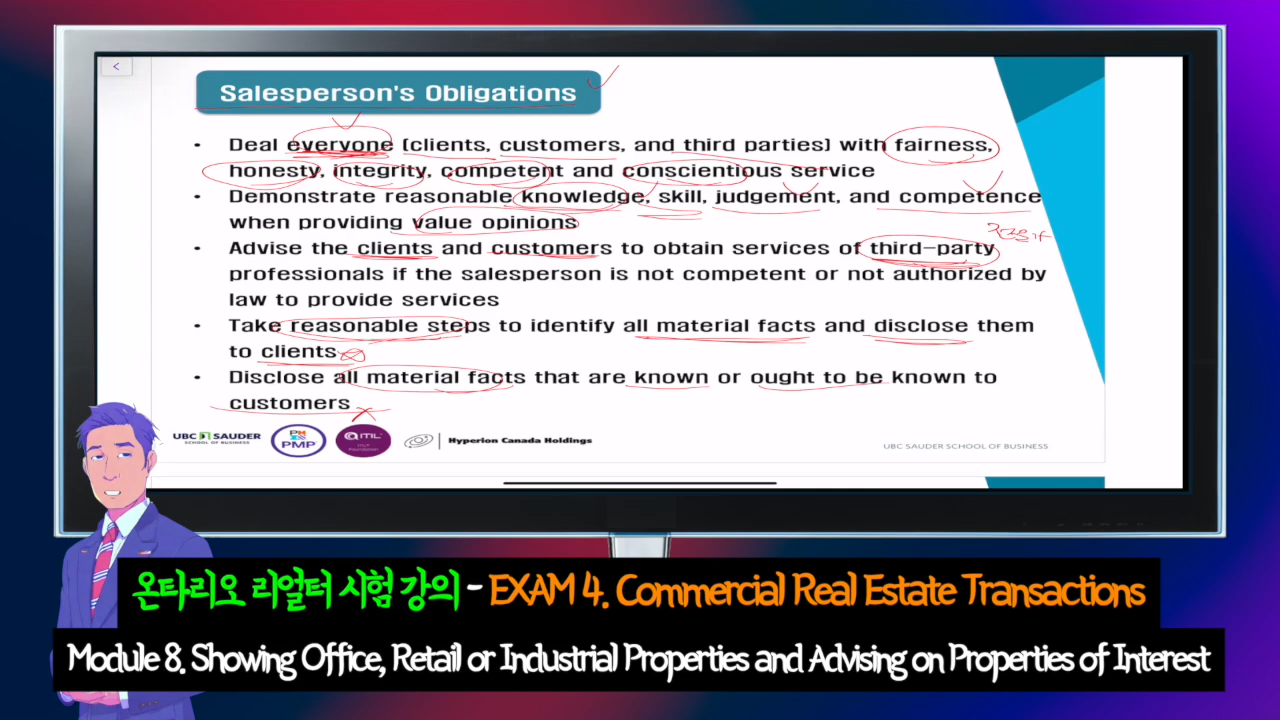 Salesperson's Obligations
• Deal everyone (clients, customers, and third parties) with fairness,
honesty, integrity, competent and conscientious service
• Demonstrate reasonable knowledge, skill, judgement, and competence
when providing value opinions
• Advise the clients and customers to obtain services of third-party
professionals if the salesperson is not competent or not authorized by
law to provide services
• Take reasonable steps to identify all material facts and disclose them
to clients
• Disclose all material facts that are known or ought to be known to
customers
UBC SAUDER
SCHOOL OF BUSINESS
PMP
ITIL
Foundation
Hyperion Canada Holdings
UBC SAUDER SCHOOL OF BUSINESS
온타리오 리얼터 시험 강의 - EXAM 4. Commercial Real Estate Transactions
Module 8. Showing Office, Retail or Industrial Properties and Advising on Properties of Interest